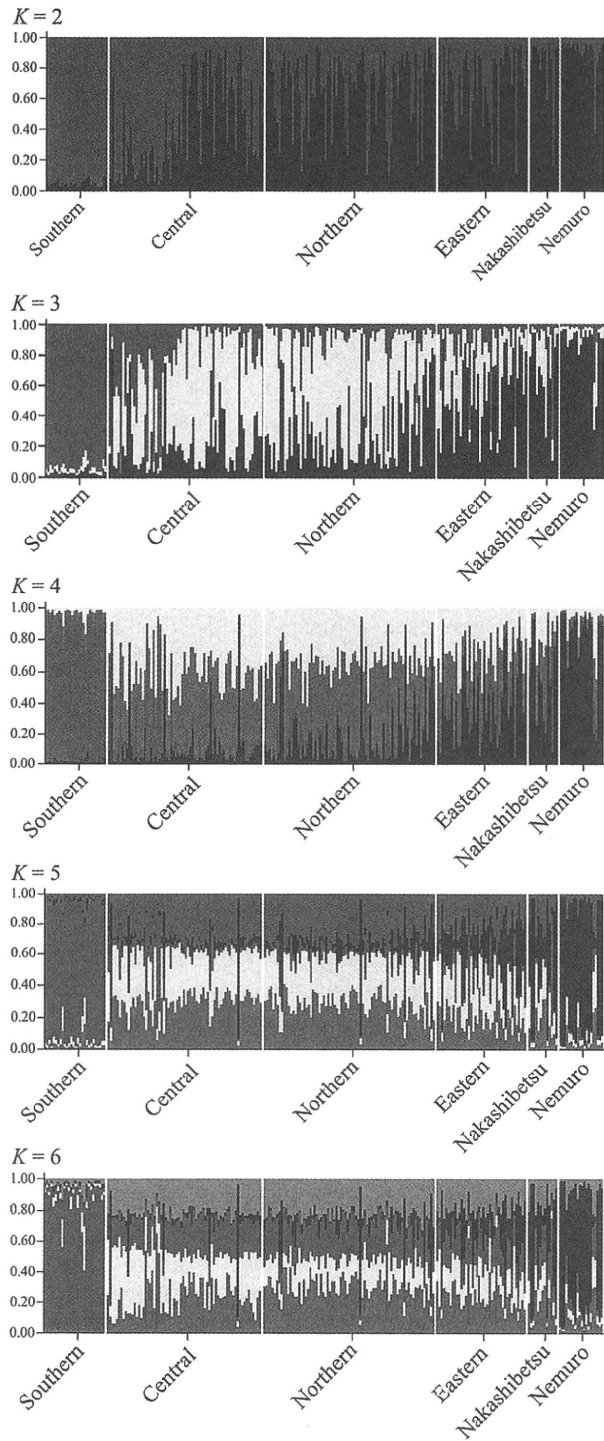 K = 2
1.00
0.80
0.60
0.40
0.20
0.00
Southern
Central
Northern
Eastern
Nakashibetsu
Nemuro
K = 3
1.00
0.80
0.60
0.40
0.20
0.00
Southern
Central
Northern
Eastern
Nakashibetsu
Nemuro
K = 4
1.00
0.80
0.60
0.40
0.20
0.00
Southern
Central
Northern
Eastern
Nakashibetsu
Nemuro
K = 5
1.00
0.80
0.60
0.40
0.20
0.00
Southern
Central
Northern
Eastern
Nakashibetsu
Nemuro
K = 6
1.00
0.80
0.60
0.40
0.20
0.00
Southern
Central
Northern
Eastern
Nakashibetsu
Nemuro